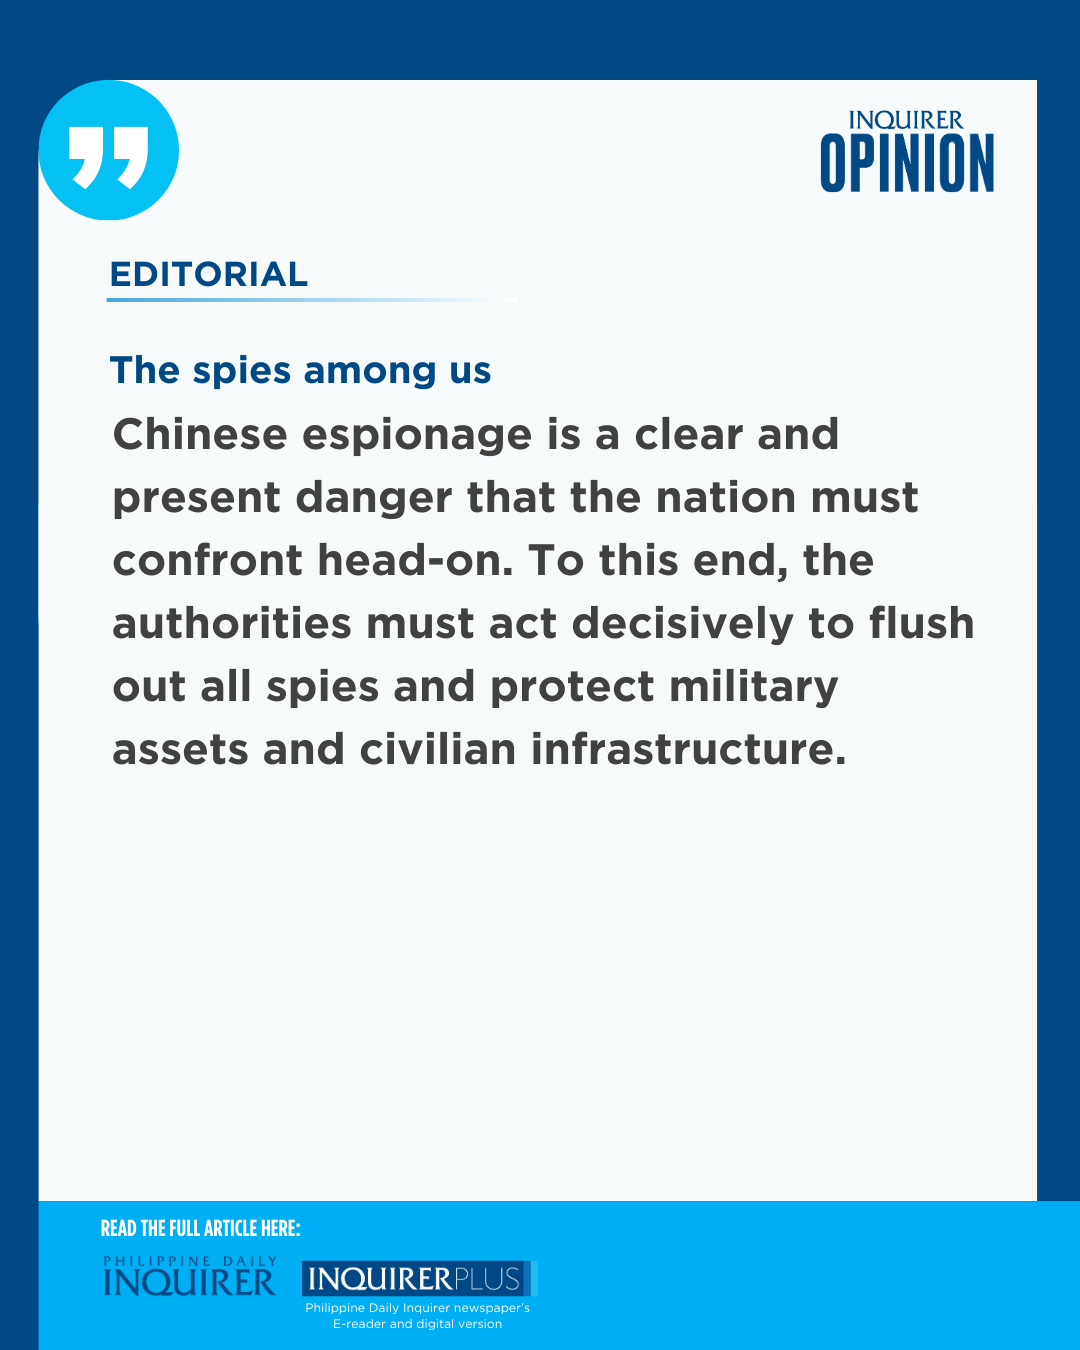 INQUIRER
OPINION
EDITORIAL
The spies among us
Chinese espionage is a clear and
present danger that the nation must
confront head-on. To this end, the
authorities must act decisively to flush
out all spies and protect military
assets and civilian infrastructure.
READ THE FULL ARTICLE HERE:
PHILIPPINE DAILY
INQUIRER
INQUIRERPLUS
Philippine Daily Inquirer newspaper's
E-reader and digital version